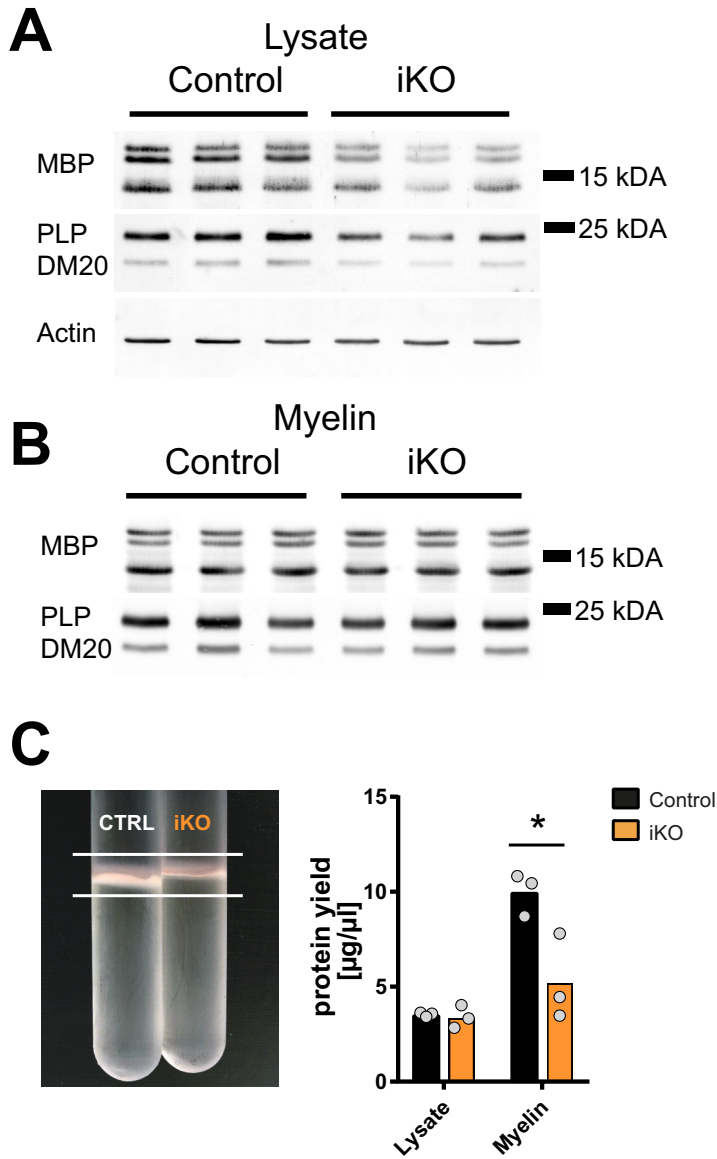 A
Lysate
Control iKO
MBP
15 kDA
PLP
25 kDA
DM20
Actin
B
Myelin
Control iKO
MBP
15 kDA
PLP
25 kDA
DM20
C
CTRL iKO
protein yield
[µg/µl]
15
10
5
0
*
Control
iKO
Lysate
Myelin